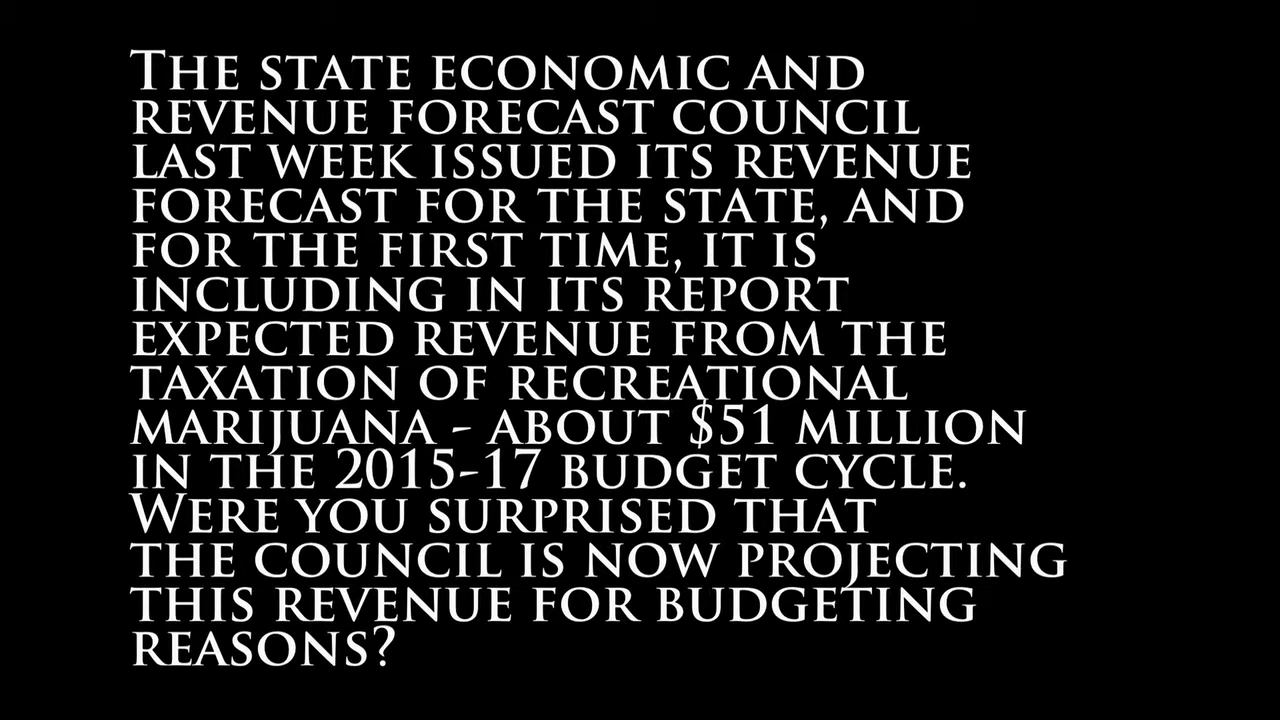 The state economic and
revenue forecast council
last week issued its revenue
forecast for the state, and
for the first time, it is
including in its report
expected revenue from the
taxation of recreational
marijuana - about $51 million
in the 2015-17 budget cycle.
Were you surprised that
the council is now projecting
this revenue for budgeting
reasons?